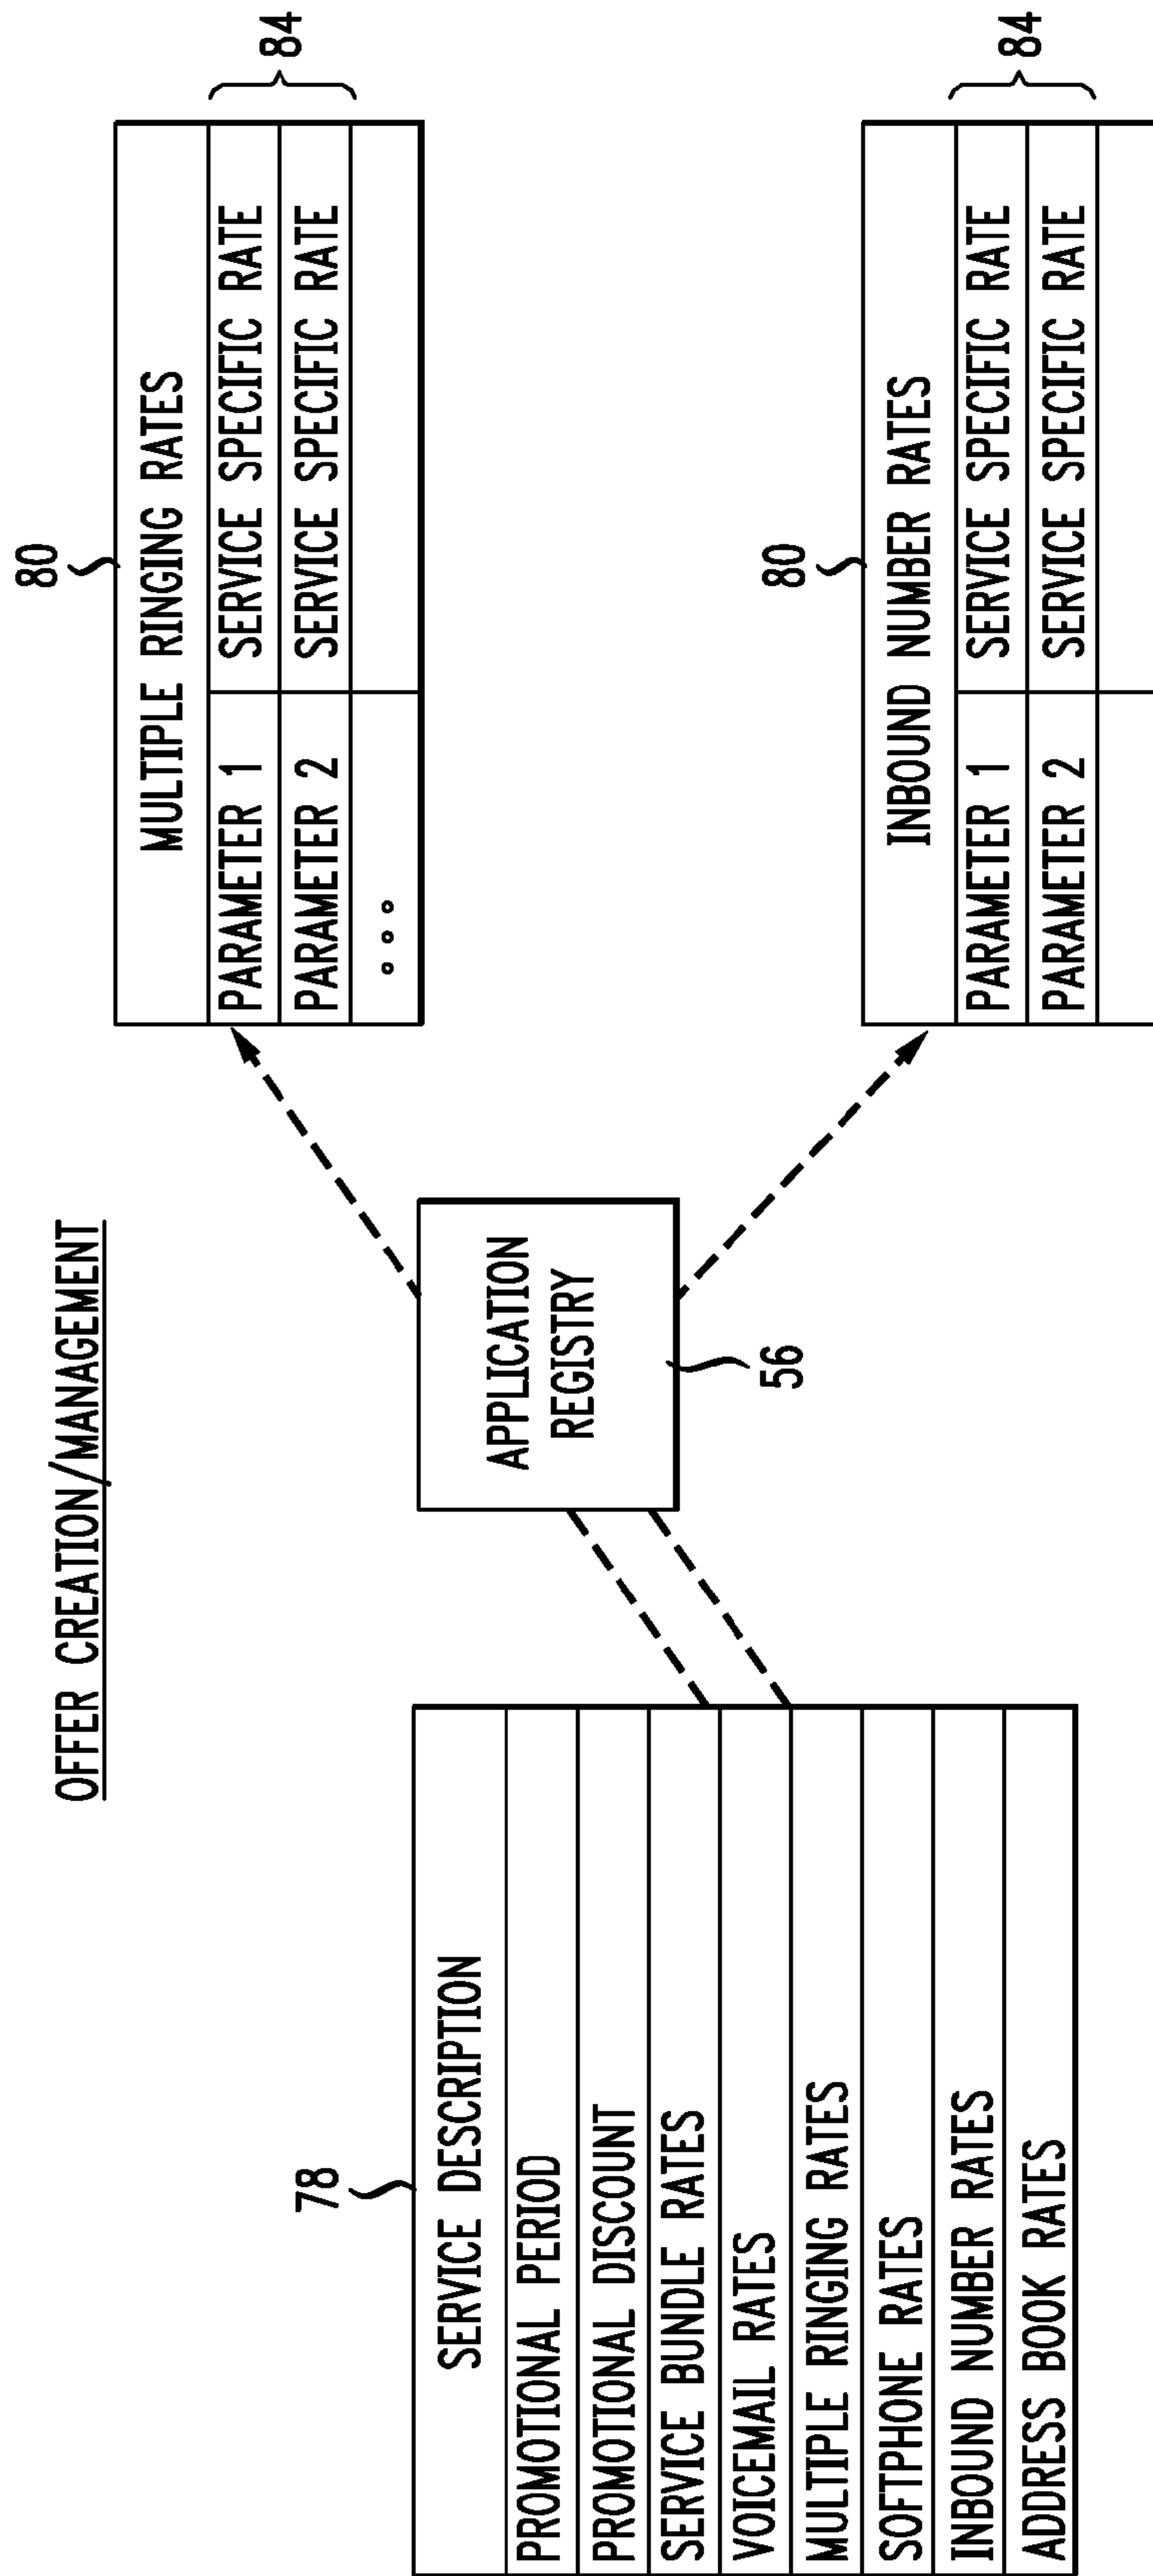 OFFER CREATION/MANAGEMENT
78
SERVICE DESCRIPTION
PROMOTIONAL PERIOD
PROMOTIONAL DISCOUNT
SERVICE BUNDLE RATES
VOICEMAIL RATES
MULTIPLE RINGING RATES
SOFTPHONE RATES
INBOUND NUMBER RATES
ADDRESS BOOK RATES
APPLICATION
REGISTRY
56
80
MULTIPLE RINGING RATES
PARAMETER 1 SERVICE SPECIFIC RATE
PARAMETER 2 SERVICE SPECIFIC RATE
84
80
INBOUND NUMBER RATES
PARAMETER 1 SERVICE SPECIFIC RATE
PARAMETER 2 SERVICE SPECIFIC RATE
84